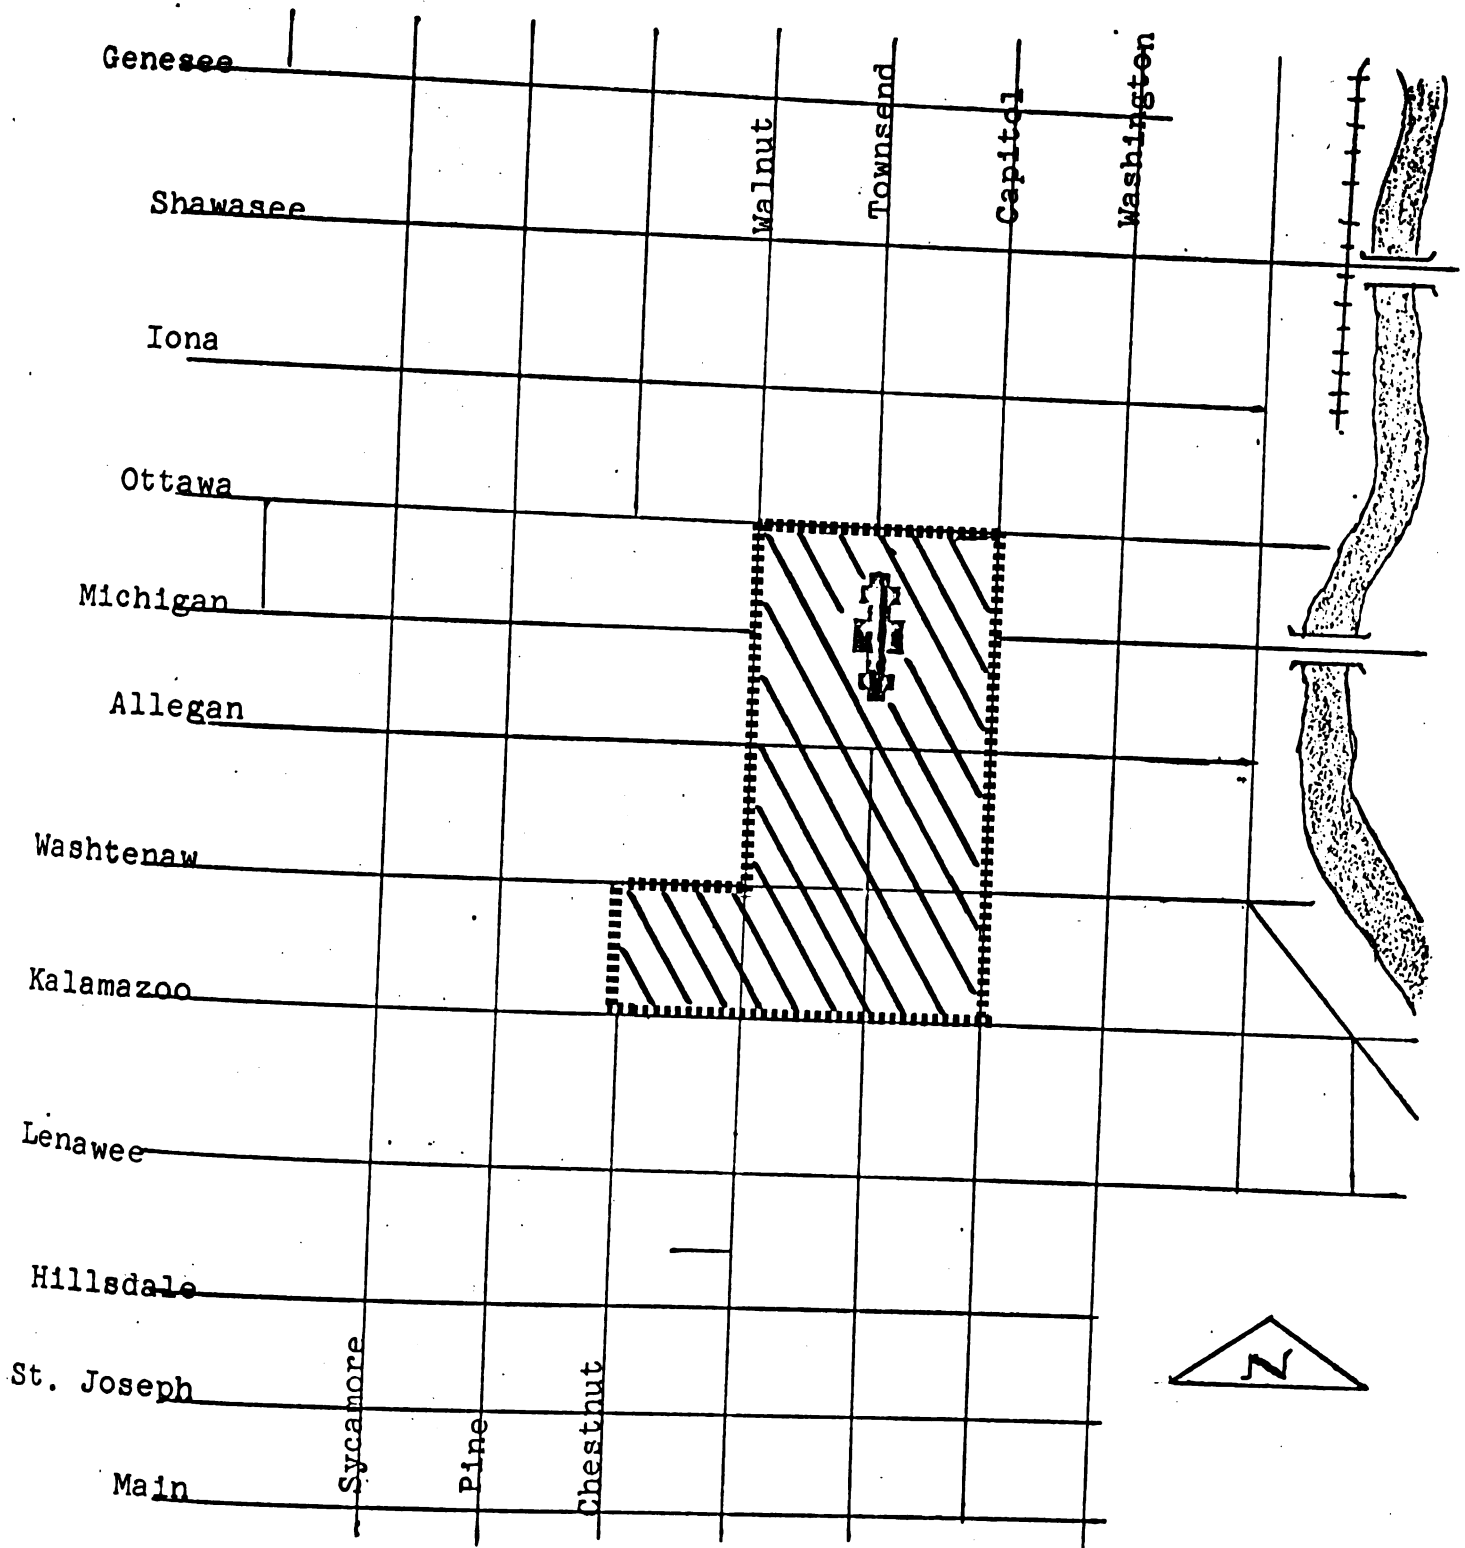 Genesee
Walnut
Townsend
Capitol
Washington
Shawasee
Iona
Ottawa
Michigan
Allegan
Washtenaw
Kalamazoo
Lenawee
Hillsdale
St. Joseph
Main
Sycamore
Pine
Chestnut
N